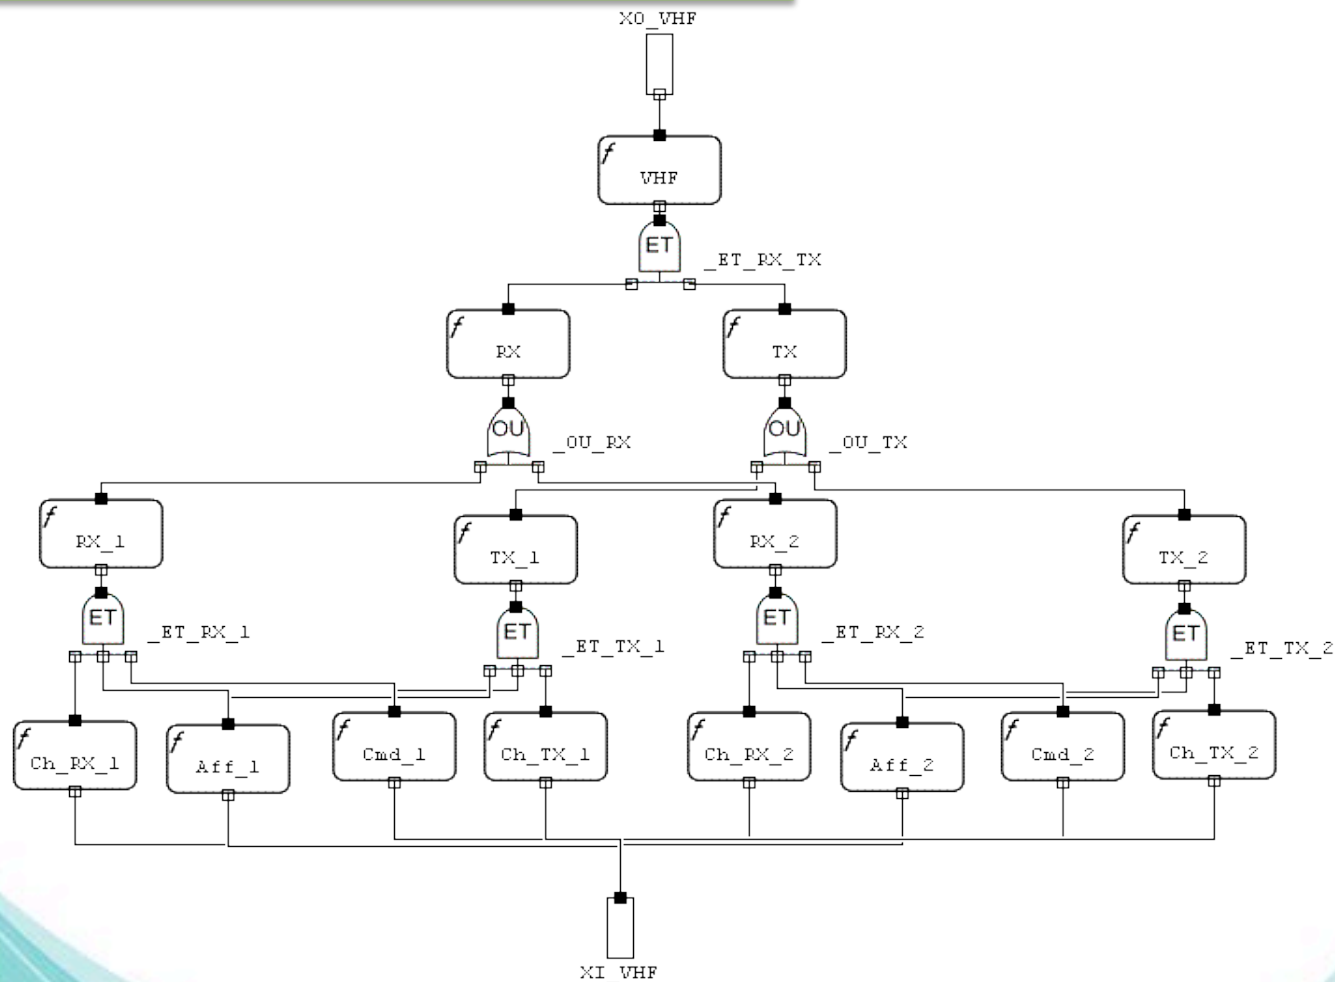 XO_VHF
f
VHF
ET
_ET_RX_TX
f
RX
f
TX
OU
_OU_RX
OU
_OU_TX
f
RX_1
f
TX_1
f
RX_2
f
TX_2
ET
_ET_RX_1
ET
_ET_TX_1
ET
_ET_RX_2
ET
_ET_TX_2
f
Ch_RX_1
f
Aff_1
f
Cmd_1
f
Ch_TX_1
f
Ch_RX_2
f
Aff_2
f
Cmd_2
f
Ch_TX_2
XI_VHF